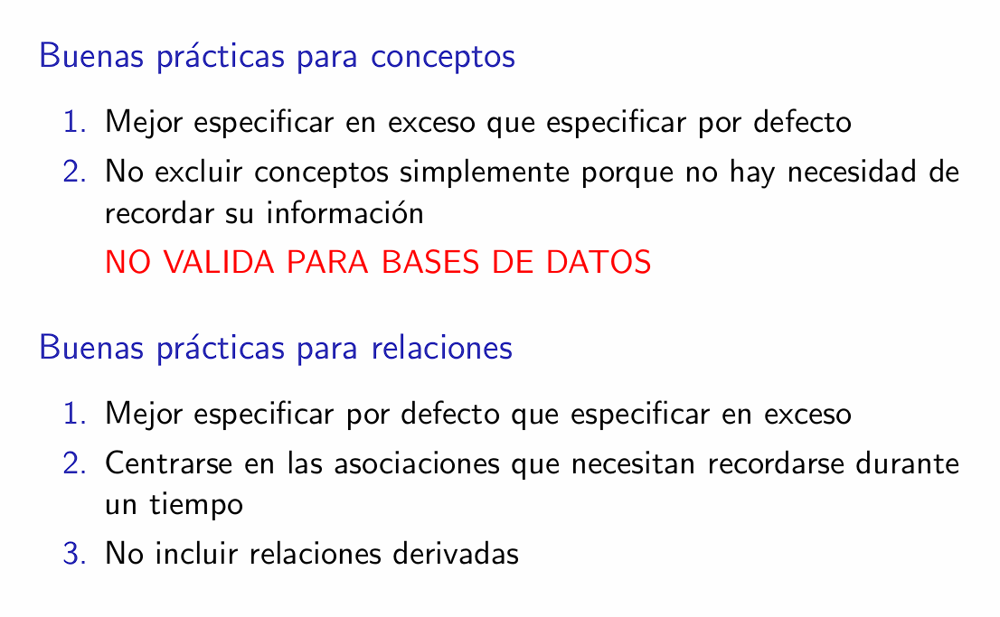 Buenas prácticas para conceptos
1. Mejor especificar en exceso que especificar por defecto
2. No excluir conceptos simplemente porque no hay necesidad de
recordar su información
NO VALIDA PARA BASES DE DATOS
Buenas prácticas para relaciones
1. Mejor especificar por defecto que especificar en exceso
2. Centrarse en las asociaciones que necesitan recordarse durante
un tiempo
3. No incluir relaciones derivadas